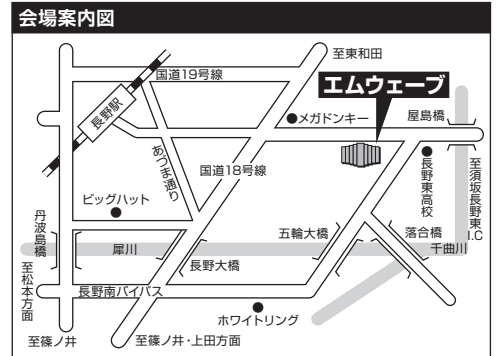 会場案内図
至東和田
国道19号線
エムウェーブ
長野駅
メガドンキー
屋島橋
あづま通り
国道18号線
長野東高校
至須坂長野東I.C
ビッグハット
丹波島橋
五輪大橋
落合橋
犀川
千曲川
至松本方面
長野大橋
長野南バイパス
ホワイトリング
至篠ノ井
至篠ノ井・上田方面